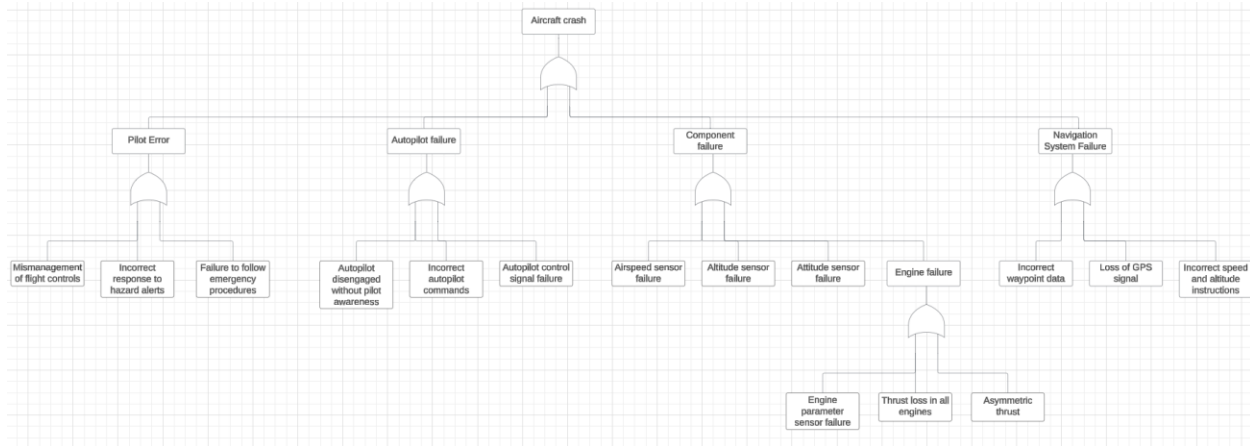 Aircraft crash
Pilot Error
Autopilot failure
Component
failure
Navigation
System Failure
Mismanagement
of flight controls
Incorrect
response to
hazard alerts
Failure to follow
emergency
procedures
Autopilot
disengaged
without pilot
awareness
Incorrect
autopilot
commands
Autopilot control
signal failure
Airspeed sensor
failure
Altitude sensor
failure
Attitude sensor
failure
Engine failure
Incorrect
waypoint data
Loss of GPS
signal
Incorrect speed
and altitude
instructions
Engine
parameter
sensor failure
Thrust loss in all
engines
Asymmetric
thrust